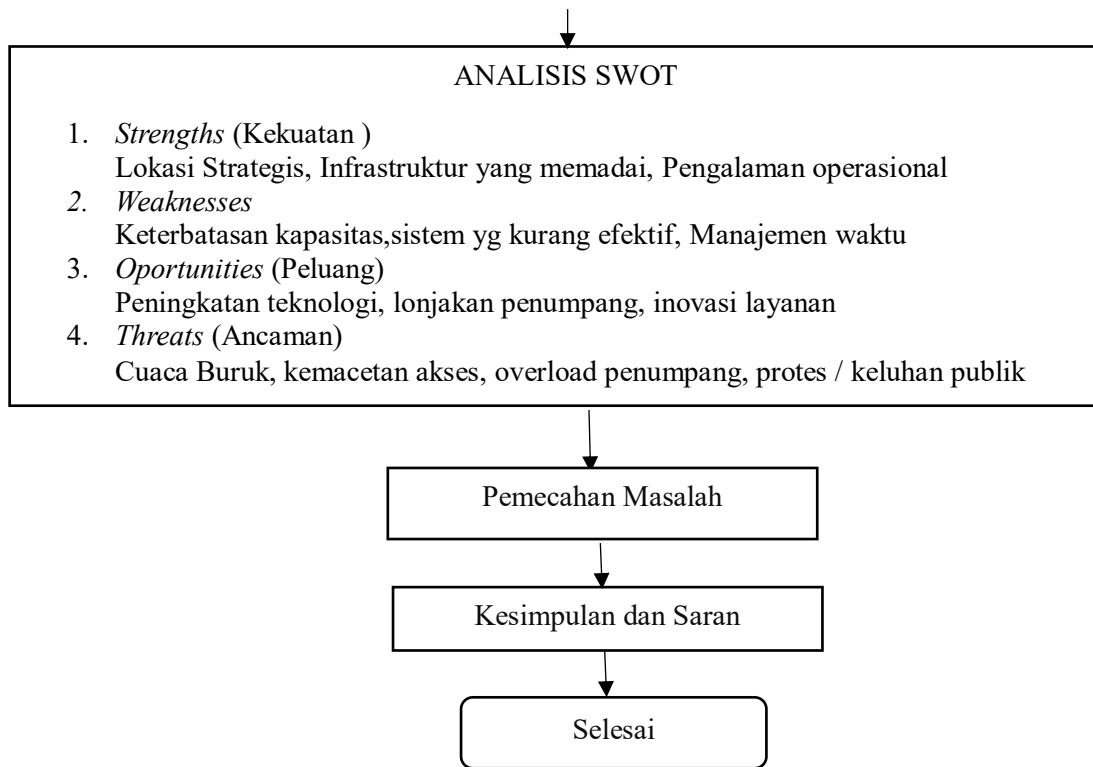 ANALISIS SWOT
1. Strengths (Kekuatan )
Lokasi Strategis, Infrastruktur yang memadai, Pengalaman operasional
2. Weaknesses
Keterbatasan kapasitas,sistem yg kurang efektif, Manajemen waktu
3. Oportunities (Peluang)
Peningkatan teknologi, lonjakan penumpang, inovasi layanan
4. Threats (Ancaman)
Cuaca Buruk, kemacetan akses, overload penumpang, protes / keluhan publik
Pemecahan Masalah
Kesimpulan dan Saran
Selesai